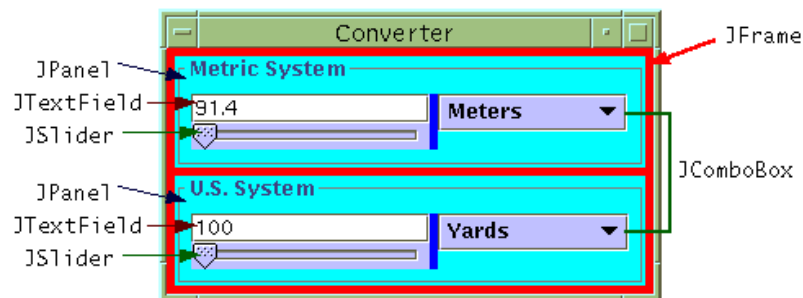 Converter
JFrame
JPanel
Metric System
JTextField
91.4
Meters
JSlider
JComboBox
JPanel
U.S. System
JTextField
100
Yards
JSlider